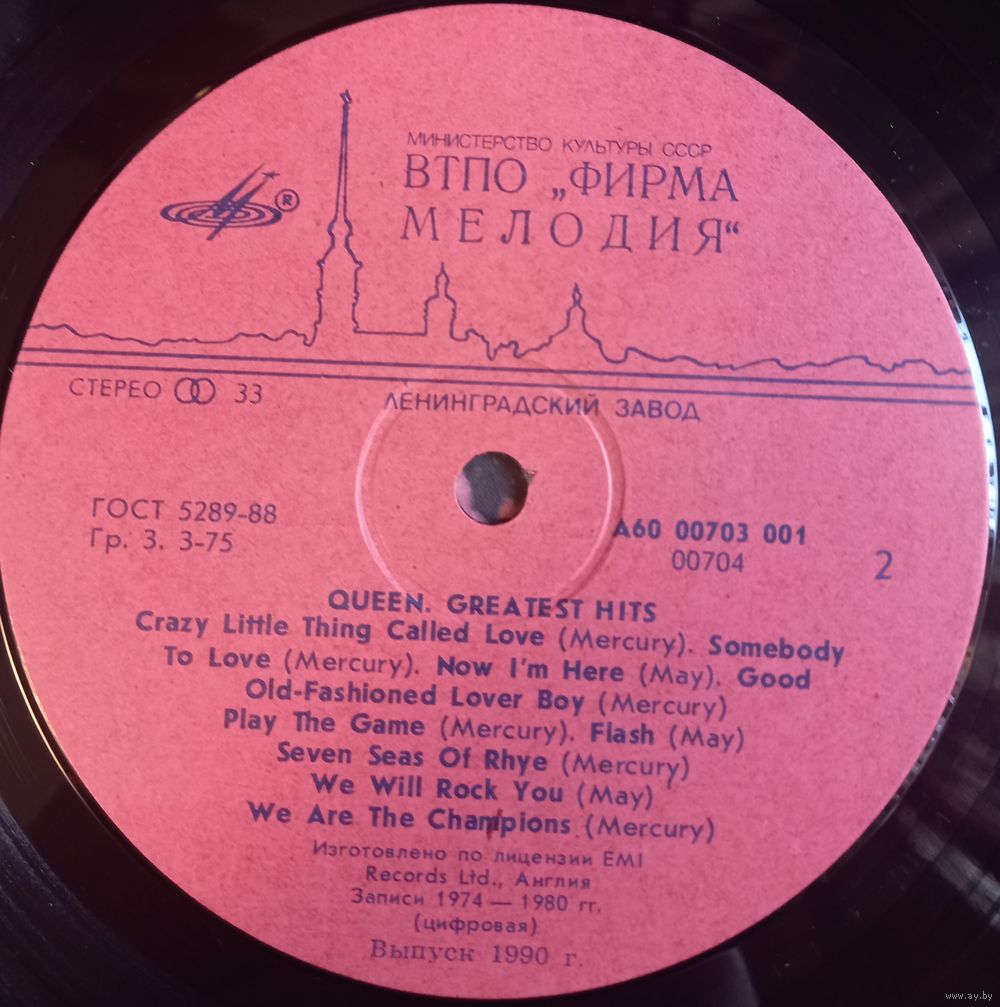 МИНИСТЕРСТВО КУЛЬТУРЫ СССР
ВТПО „ФИРМА
МЕЛОДИЯ“
®
СТЕРЕО 33
ЛЕНИНГРАДСКИЙ ЗАВОД
ГОСТ 5289-88
Гр. 3. 3-75
А60 00703 001
00704
2
QUEEN. GREATEST HITS
Crazy Little Thing Called Love (Mercury). Somebody
To Love (Mercury). Now I'm Here (May). Good
Old-Fashioned Lover Boy (Mercury)
Play The Game (Mercury). Flash (May)
Seven Seas Of Rhye (Mercury)
We Will Rock You (May)
We Are The Champions (Mercury)
Изготовлено по лицензии EMI
Records Ltd., Англия
Записи 1974 — 1980 гг.
(цифровая)
Выпуск 1990 г.
www.ay.by